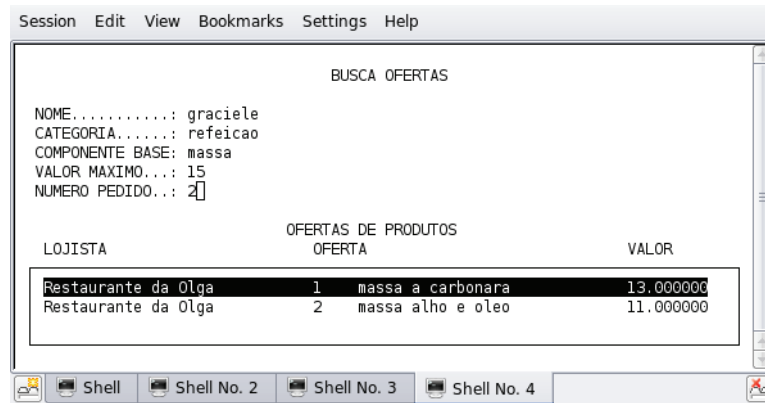 Session Edit View Bookmarks Settings Help
BUSCA OFERTAS
NOME...........: graciele
CATEGORIA......: refeicao
COMPONENTE BASE: massa
VALOR MAXIMO...: 15
NUMERO PEDIDO..: 2
OFERTAS DE PRODUTOS
LOJISTA OFERTA VALOR
Restaurante da Olga 1 massa a carbonara 13.000000
Restaurante da Olga 2 massa alho e oleo 11.000000
Shell Shell No. 2 Shell No. 3 Shell No. 4